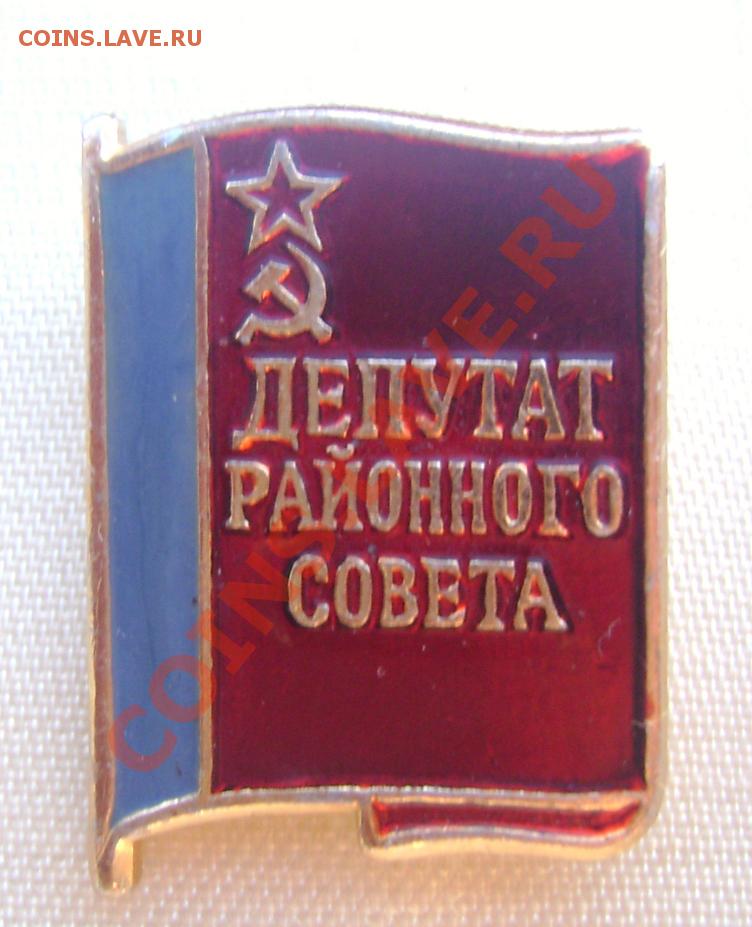 COINS.LAVE.RU
ДЕПУТАТ
РАЙОННОГО
СОВЕТА
COINS.LAVE.RU